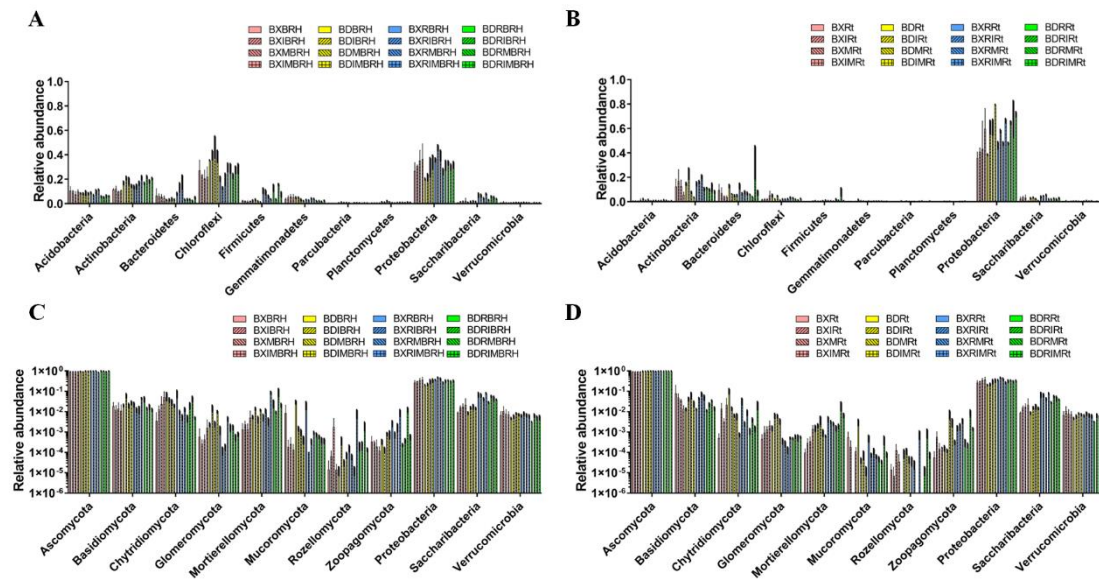 A
BXBRH BDBRH BXRBRH BDRBRH
BXIBRH BDIBRH BXRIBRH BDRIBRH
BXMBRH BDMBRH BXRMBRH BDRMBRH
BXIMBRH BDIMBRH BXRIMBRH BDRIMBRH
Relative abundance
1.0
0.8
0.6
0.4
0.2
0.0
Acidobacteria
Actinobacteria
Bacteroidetes
Chloroflexi
Firmicutes
Gemmatimonadetes
Parcubacteria
Planctomycetes
Proteobacteria
Saccharibacteria
Verrucomicrobia
B
BXRt BDRt BXRRt BDRRt
BXIRt BDIRt BXRIRt BDRIRt
BXMRt BDMRt BXRMRt BDRMRt
BXIMRt BDIMRt BXRIMRt BDRIMRt
Relative abundance
1.0
0.8
0.6
0.4
0.2
0.0
Acidobacteria
Actinobacteria
Bacteroidetes
Chloroflexi
Firmicutes
Gemmatimonadetes
Parcubacteria
Planctomycetes
Proteobacteria
Saccharibacteria
Verrucomicrobia
C
BXBRH BDBRH BXRBRH BDRBRH
BXIBRH BDIBRH BXRIBRH BDRIBRH
BXMBRH BDMBRH BXRMBRH BDRMBRH
BXIMBRH BDIMBRH BXRIMBRH BDRIMBRH
Relative abundance
1×10⁰
1×10⁻¹
1×10⁻²
1×10⁻³
1×10⁻⁴
1×10⁻⁵
1×10⁻⁶
Ascomycota
Basidiomycota
Chytridiomycota
Glomeromycota
Mortierellomycota
Mucoromycota
Rozellomycota
Zoopagomycota
Proteobacteria
Saccharibacteria
Verrucomicrobia
D
BXRt BDRt BXRRt BDRRt
BXIRt BDIRt BXRIRt BDRIRt
BXMRt BDMRt BXRMRt BDRMRt
BXIMRt BDIMRt BXRIMRt BDRIMRt
Relative abundance
1×10⁰
1×10⁻¹
1×10⁻²
1×10⁻³
1×10⁻⁴
1×10⁻⁵
1×10⁻⁶
Ascomycota
Basidiomycota
Chytridiomycota
Glomeromycota
Mortierellomycota
Mucoromycota
Rozellomycota
Zoopagomycota
Proteobacteria
Saccharibacteria
Verrucomicrobia